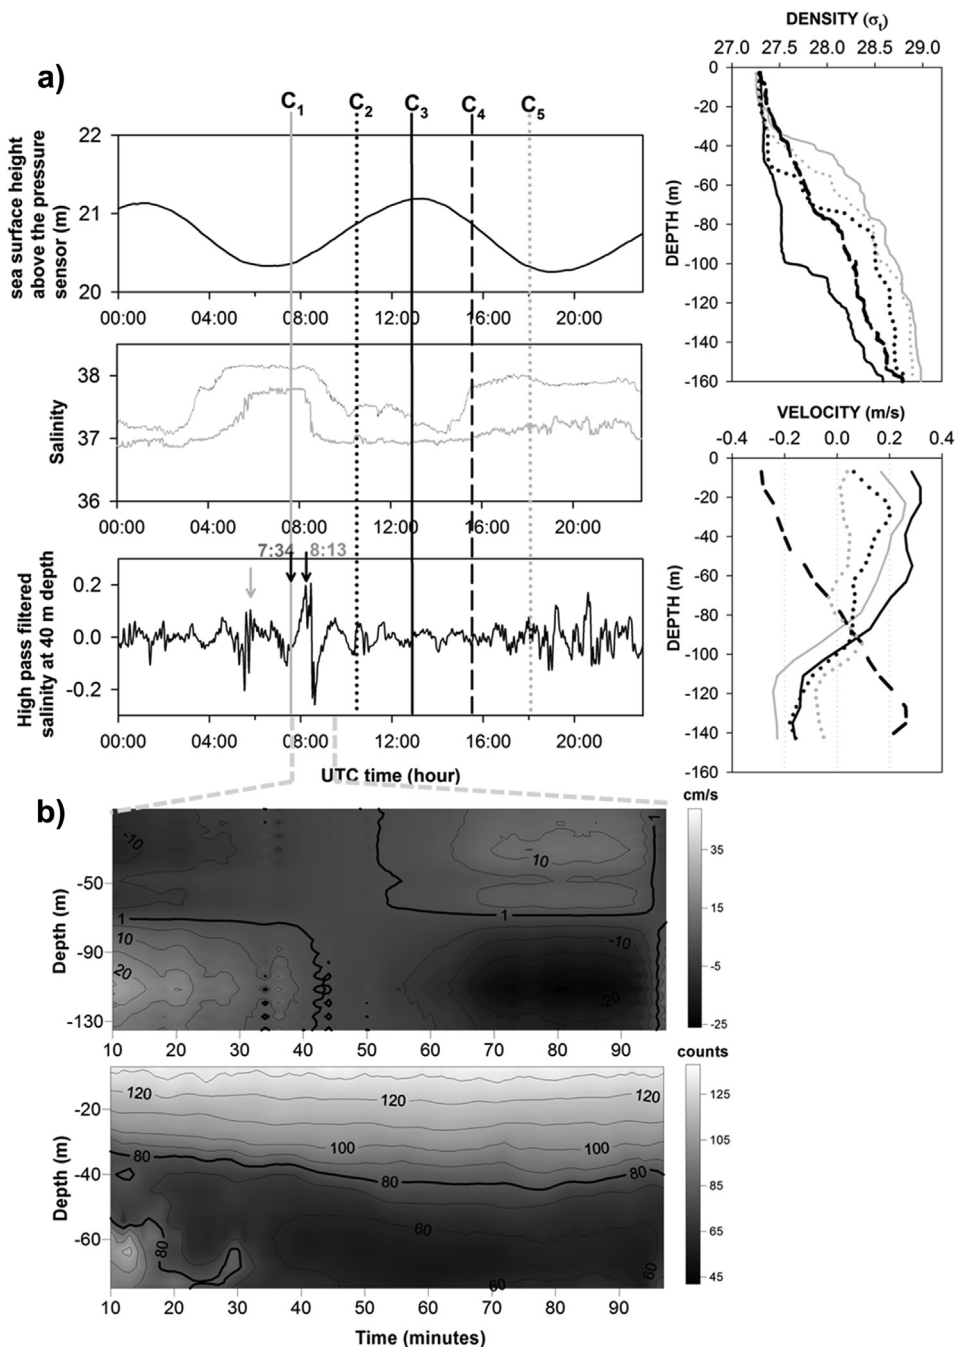 a)
C1 C2 C3 C4 C5
sea surface height
above the pressure
sensor (m)
22
21
20
00:00 04:00 08:00 12:00 16:00 20:00
Salinity
38
37
36
00:00 04:00 08:00 12:00 16:00 20:00
7:34 8:13
High pass filtered
salinity at 40 m depth
0.2
0.0
-0.2
00:00 04:00 08:00 12:00 16:00 20:00
UTC time (hour)
DENSITY (σt)
27.0 27.5 28.0 28.5 29.0
DEPTH (m)
0
-20
-40
-60
-80
-100
-120
-140
-160
VELOCITY (m/s)
-0.4 -0.2 0.0 0.2 0.4
DEPTH (m)
0
-20
-40
-60
-80
-100
-120
-140
-160
b)
Depth (m)
-50
-90
-130
-10
10
1
1
1
10
20
-10
-20
10 20 30 40 50 60 70 80 90
cm/s
35
15
-5
-25
Depth (m)
-20
-40
-60
120 120 120
100 100
80 80 80
80
60
60
60
10 20 30 40 50 60 70 80 90
Time (minutes)
counts
125
105
85
65
45